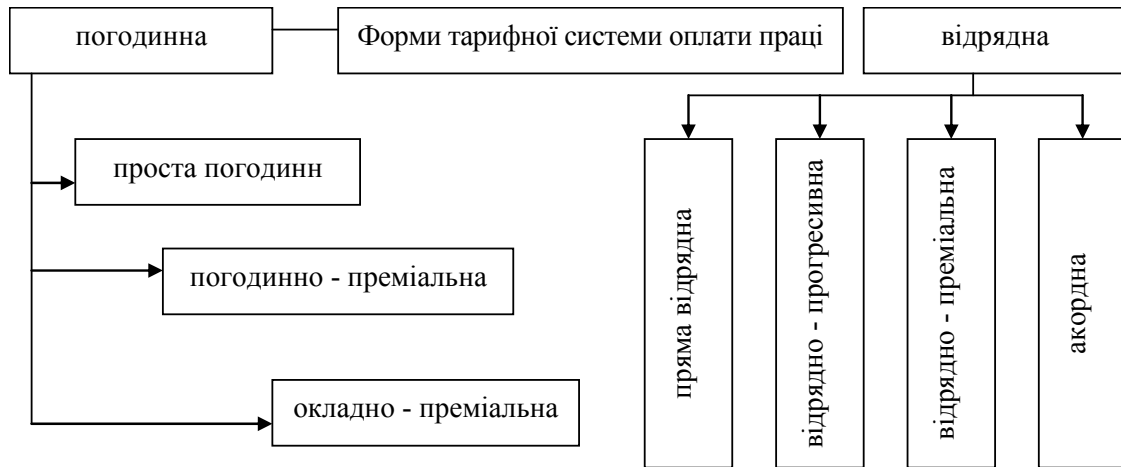 погодинна
Форми тарифної системи оплати праці
відрядна
проста погодинн
погодинно - преміальна
окладно - преміальна
пряма відрядна
відрядно - прогресивна
відрядно - преміальна
акордна